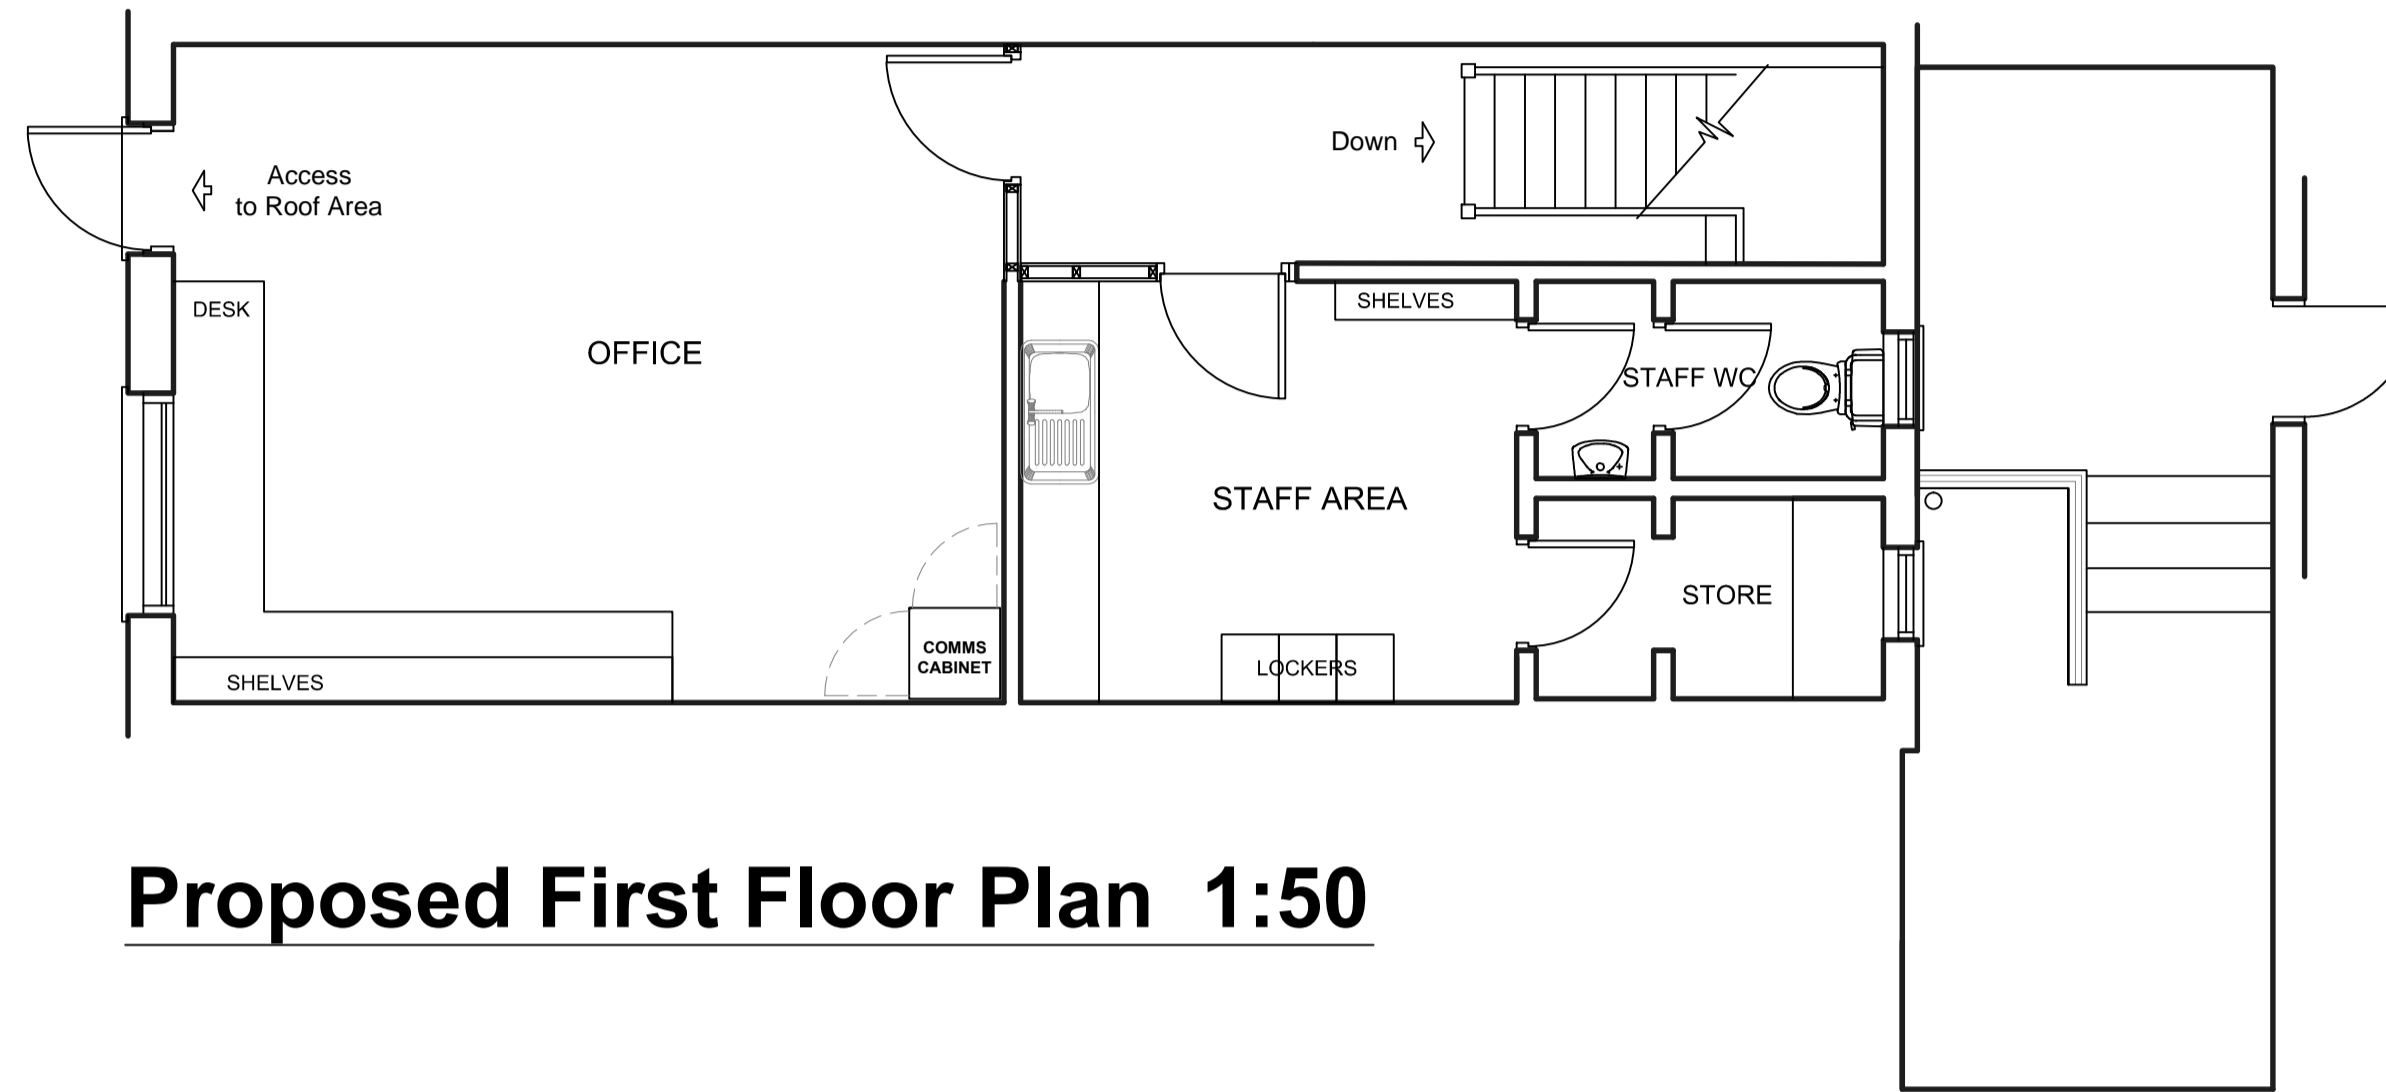 Down
Access
to Roof Area
DESK
SHELVES
OFFICE
STAFF WC
STAFF AREA
STORE
COMMS
CABINET
LOCKERS
SHELVES
Proposed First Floor Plan 1:50